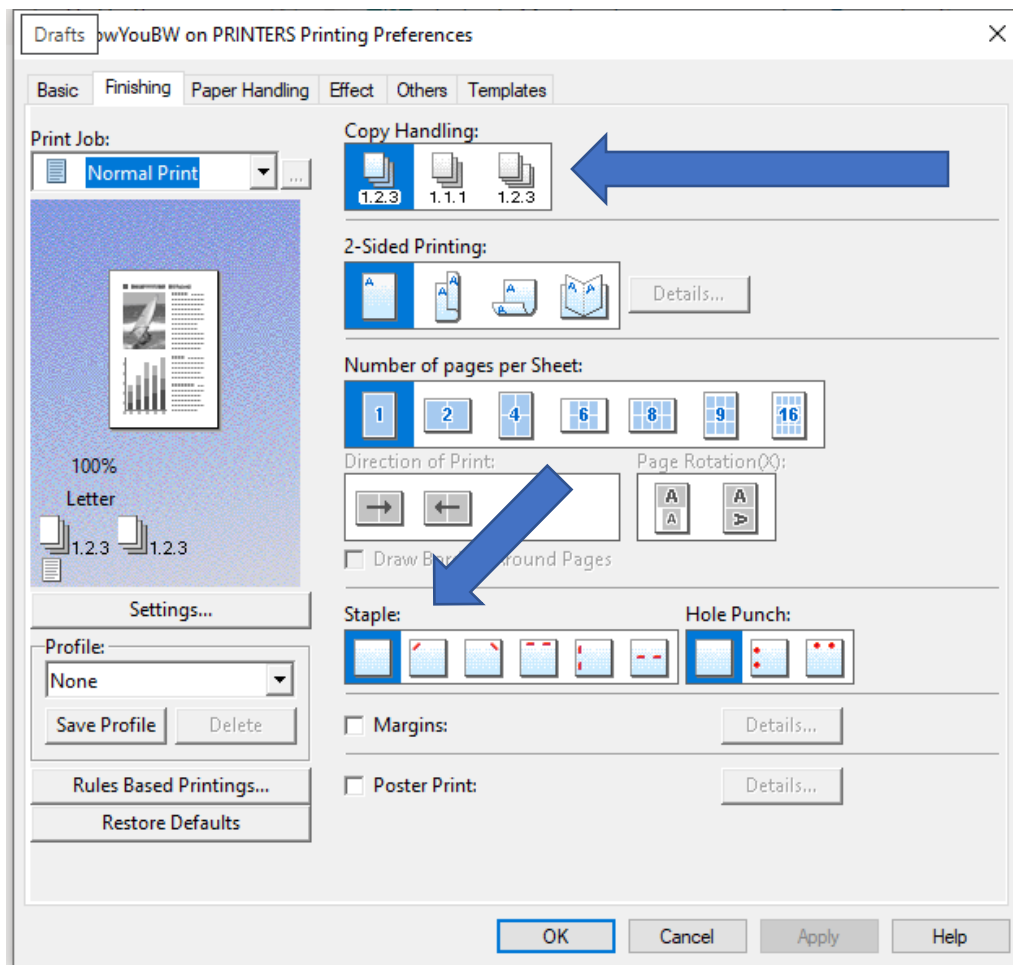 Drafts owYouBW on PRINTERS Printing Preferences
Basic Finishing Paper Handling Effect Others Templates
Print Job:
Normal Print
...
100%
Letter
1.2.3 1.2.3
Settings...
Profile:
None
Save Profile Delete
Rules Based Printings...
Restore Defaults
Copy Handling:
1.2.3 1.1.1 1.2.3
2-Sided Printing:
A A A A A
Details...
Number of pages per Sheet:
1 2 4 6 8 9 16
Direction of Print: Page Rotation(X):
A A
A A
Draw Bor Around Pages
Staple: Hole Punch:
Margins: Details...
Poster Print: Details...
OK Cancel Apply Help